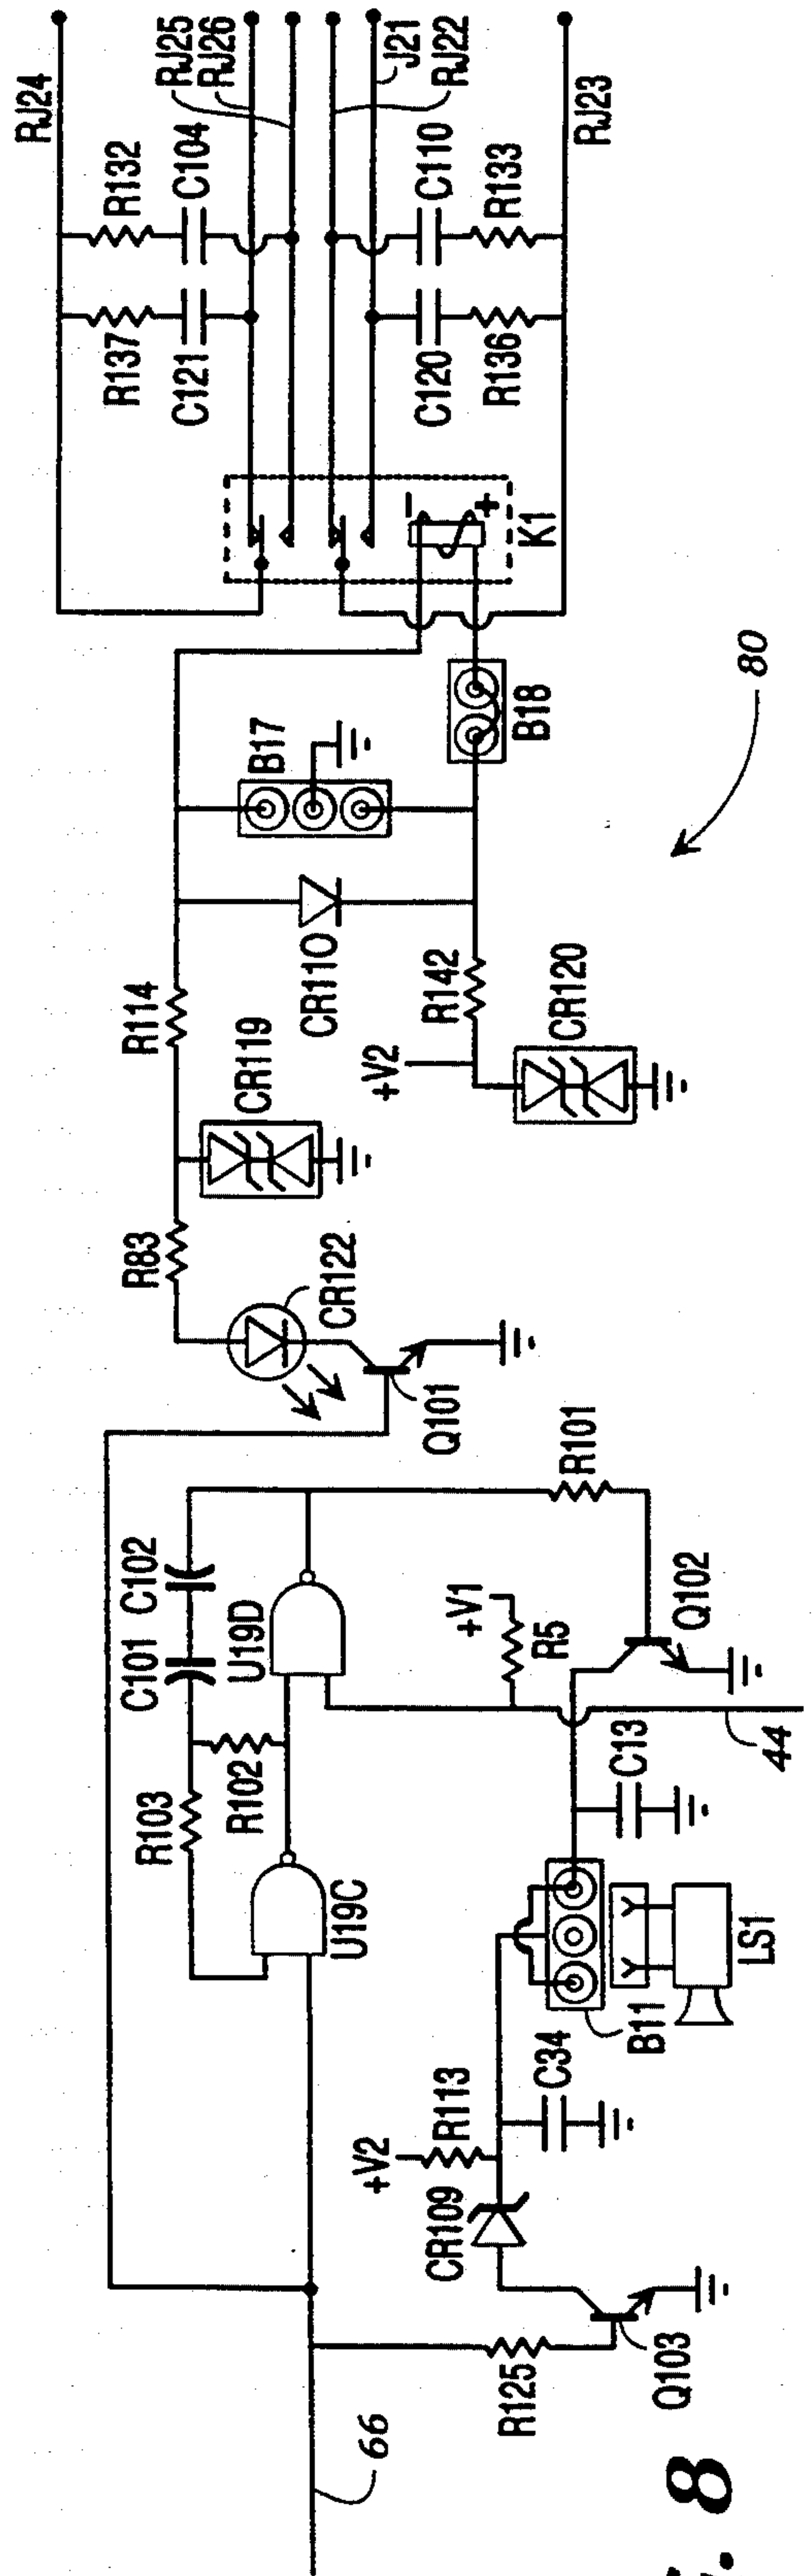 RJ24
R103
C101
C102
R83
R114
R137
R132
C121
C104
RJ25
RJ26
R102
U19D
CR119
B17
U19C
CR122
CR110
66
+V2
+V2
J21
CR109
R113
+V1
Q101
R142
C120
C110
RJ22
R125
C34
R5
R101
CR120
B18
K1
R136
R133
RJ23
B11
C13
Q103
Q102
LS1
44
80
. 8